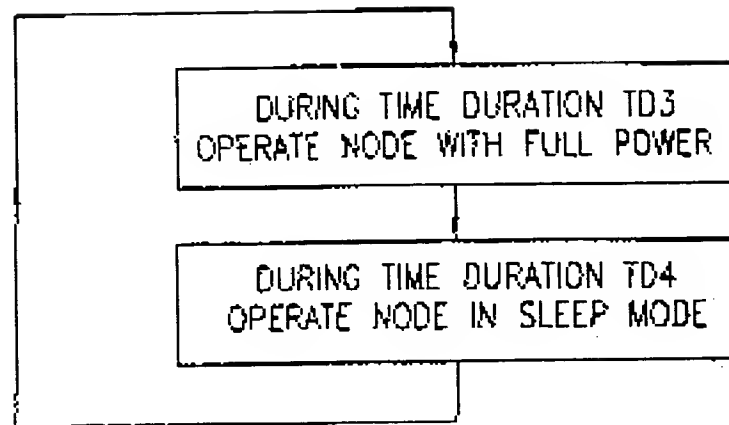 DURING TIME DURATION TD3
OPERATE NODE WITH FULL POWER
DURING TIME DURATION TD4
OPERATE NODE IN SLEEP MODE